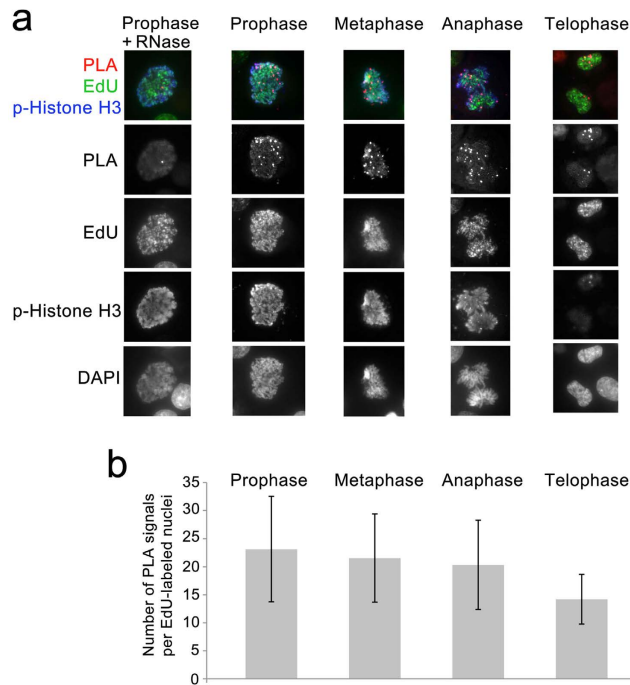 a
Prophase
+ RNase
Prophase
Metaphase
Anaphase
Telophase
PLA
EdU
p-Histone H3
PLA
EdU
p-Histone H3
DAPI
b
Prophase
Metaphase
Anaphase
Telophase
Number of PLA signals
per EdU-labeled nuclei
35
30
25
20
15
10
5
0